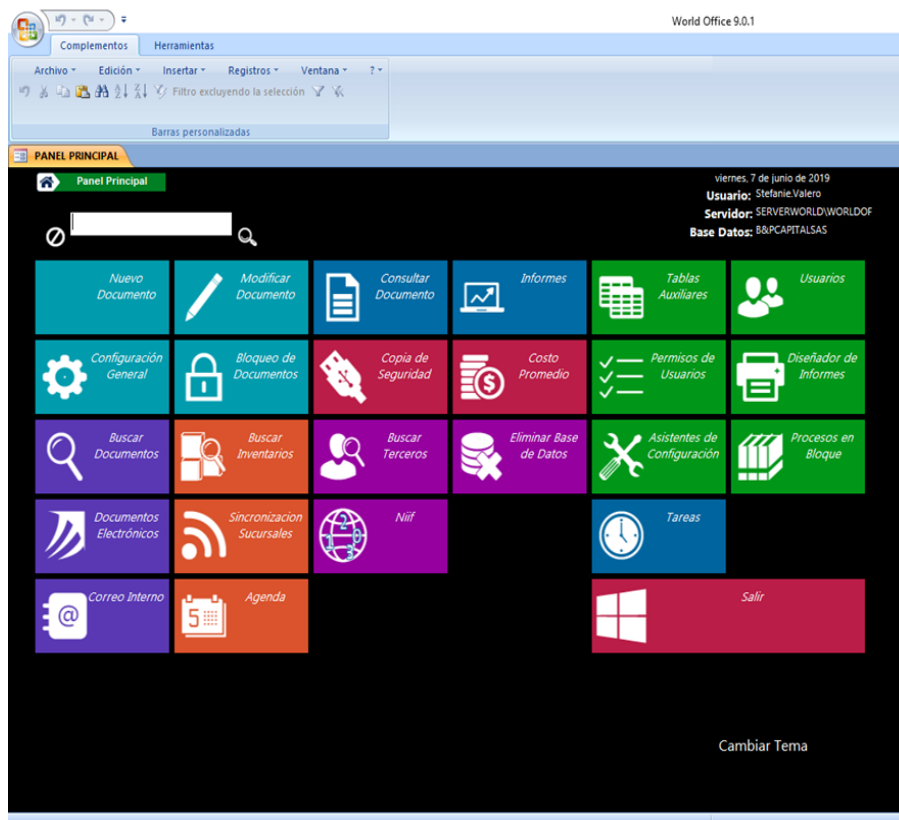 World Office 9.0.1
Complementos Herramientas
Archivo Edición Insertar Registros Ventana ?
Filtro excluyendo la selección
Barras personalizadas
PANEL PRINCIPAL
Panel Principal
viernes, 7 de junio de 2019
Usuario: Stefanie.Valero
Servidor: SERVERWORLD\WORLDOF
Base Datos: B&PCAPITALSAS
Nuevo
Documento
Modificar
Documento
Consultar
Documento
Informes
Tablas
Auxiliares
Usuarios
Configuración
General
Bloqueo de
Documentos
Copia de
Seguridad
Costo
Promedio
Permisos de
Usuarios
Diseñador de
Informes
Buscar
Documentos
Buscar
Inventarios
Buscar
Terceros
Eliminar Base
de Datos
Asistentes de
Configuración
Procesos en
Bloque
Documentos
Electrónicos
Sincronizacion
Sucursales
Niif
Tareas
Correo Interno
Agenda
5
Salir
Cambiar Tema